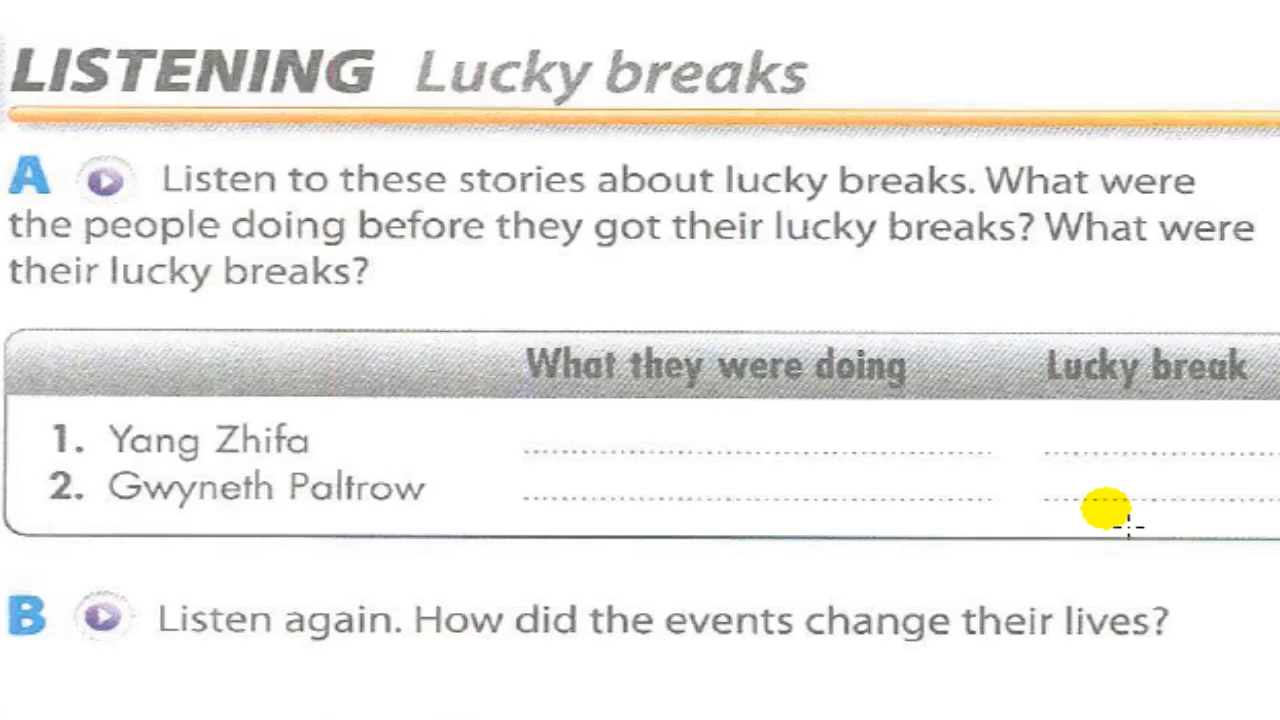 LISTENING Lucky breaks
A Listen to these stories about lucky breaks. What were
the people doing before they got their lucky breaks? What were
their lucky breaks?
What they were doing Lucky break
1. Yang Zhifa
2. Gwyneth Paltrow
B Listen again. How did the events change their lives?